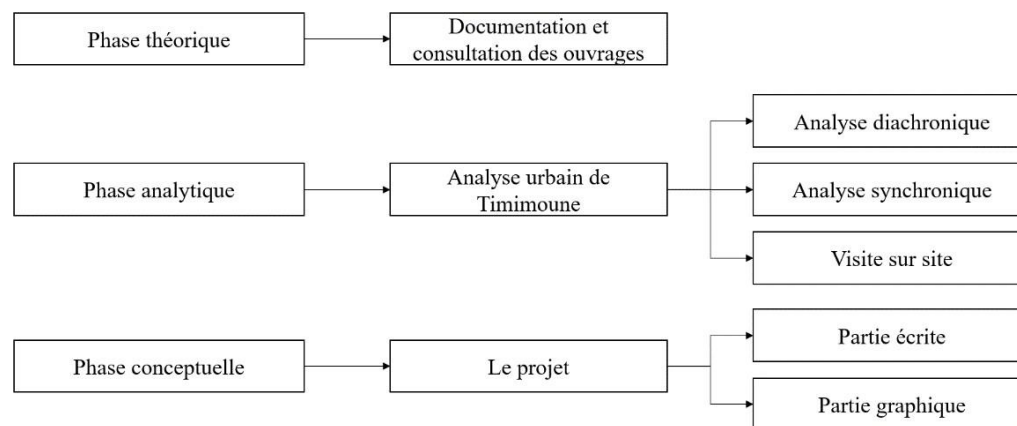 Phase théorique
Documentation et
consultation des ouvrages
Analyse diachronique
Phase analytique
Analyse urbain de
Timimoune
Analyse synchronique
Visite sur site
Partie écrite
Phase conceptuelle
Le projet
Partie graphique